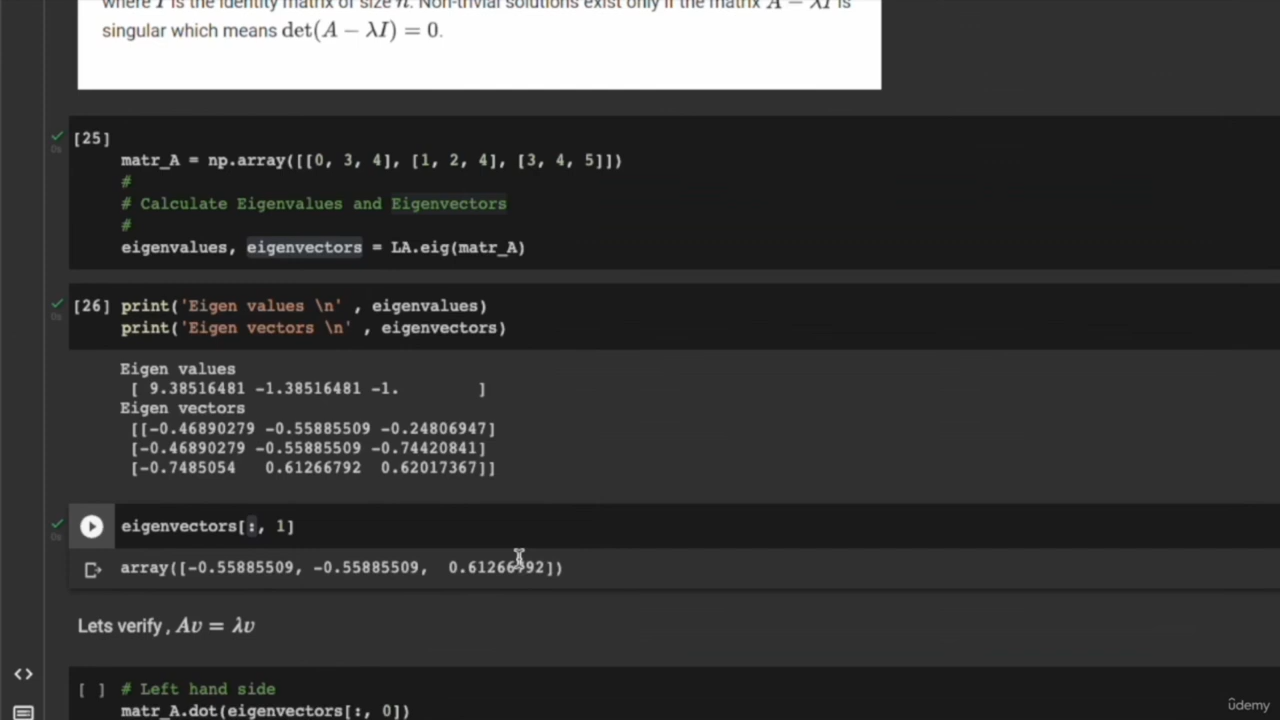 where I is the identity matrix of size n. Non-trivial solutions exist only if the matrix A − λI is
singular which means det(A − λI) = 0.
[25]
matr_A = np.array([[0, 3, 4], [1, 2, 4], [3, 4, 5]])
#
# Calculate Eigenvalues and Eigenvectors
#
eigenvalues, eigenvectors = LA.eig(matr_A)
0s
[26] print('Eigen values \n' , eigenvalues)
print('Eigen vectors \n' , eigenvectors)
0s
Eigen values
[ 9.38516481 -1.38516481 -1. ]
Eigen vectors
[[-0.46890279 -0.55885509 -0.24806947]
[-0.46890279 -0.55885509 -0.74420841]
[-0.7485054 0.61266792 0.62017367]]
eigenvectors[:, 1]
0s
array([-0.55885509, -0.55885509, 0.61266792])
Lets verify , Av = λv
[ ] # Left hand side
matr_A.dot(eigenvectors[:, 0])
ûdemy